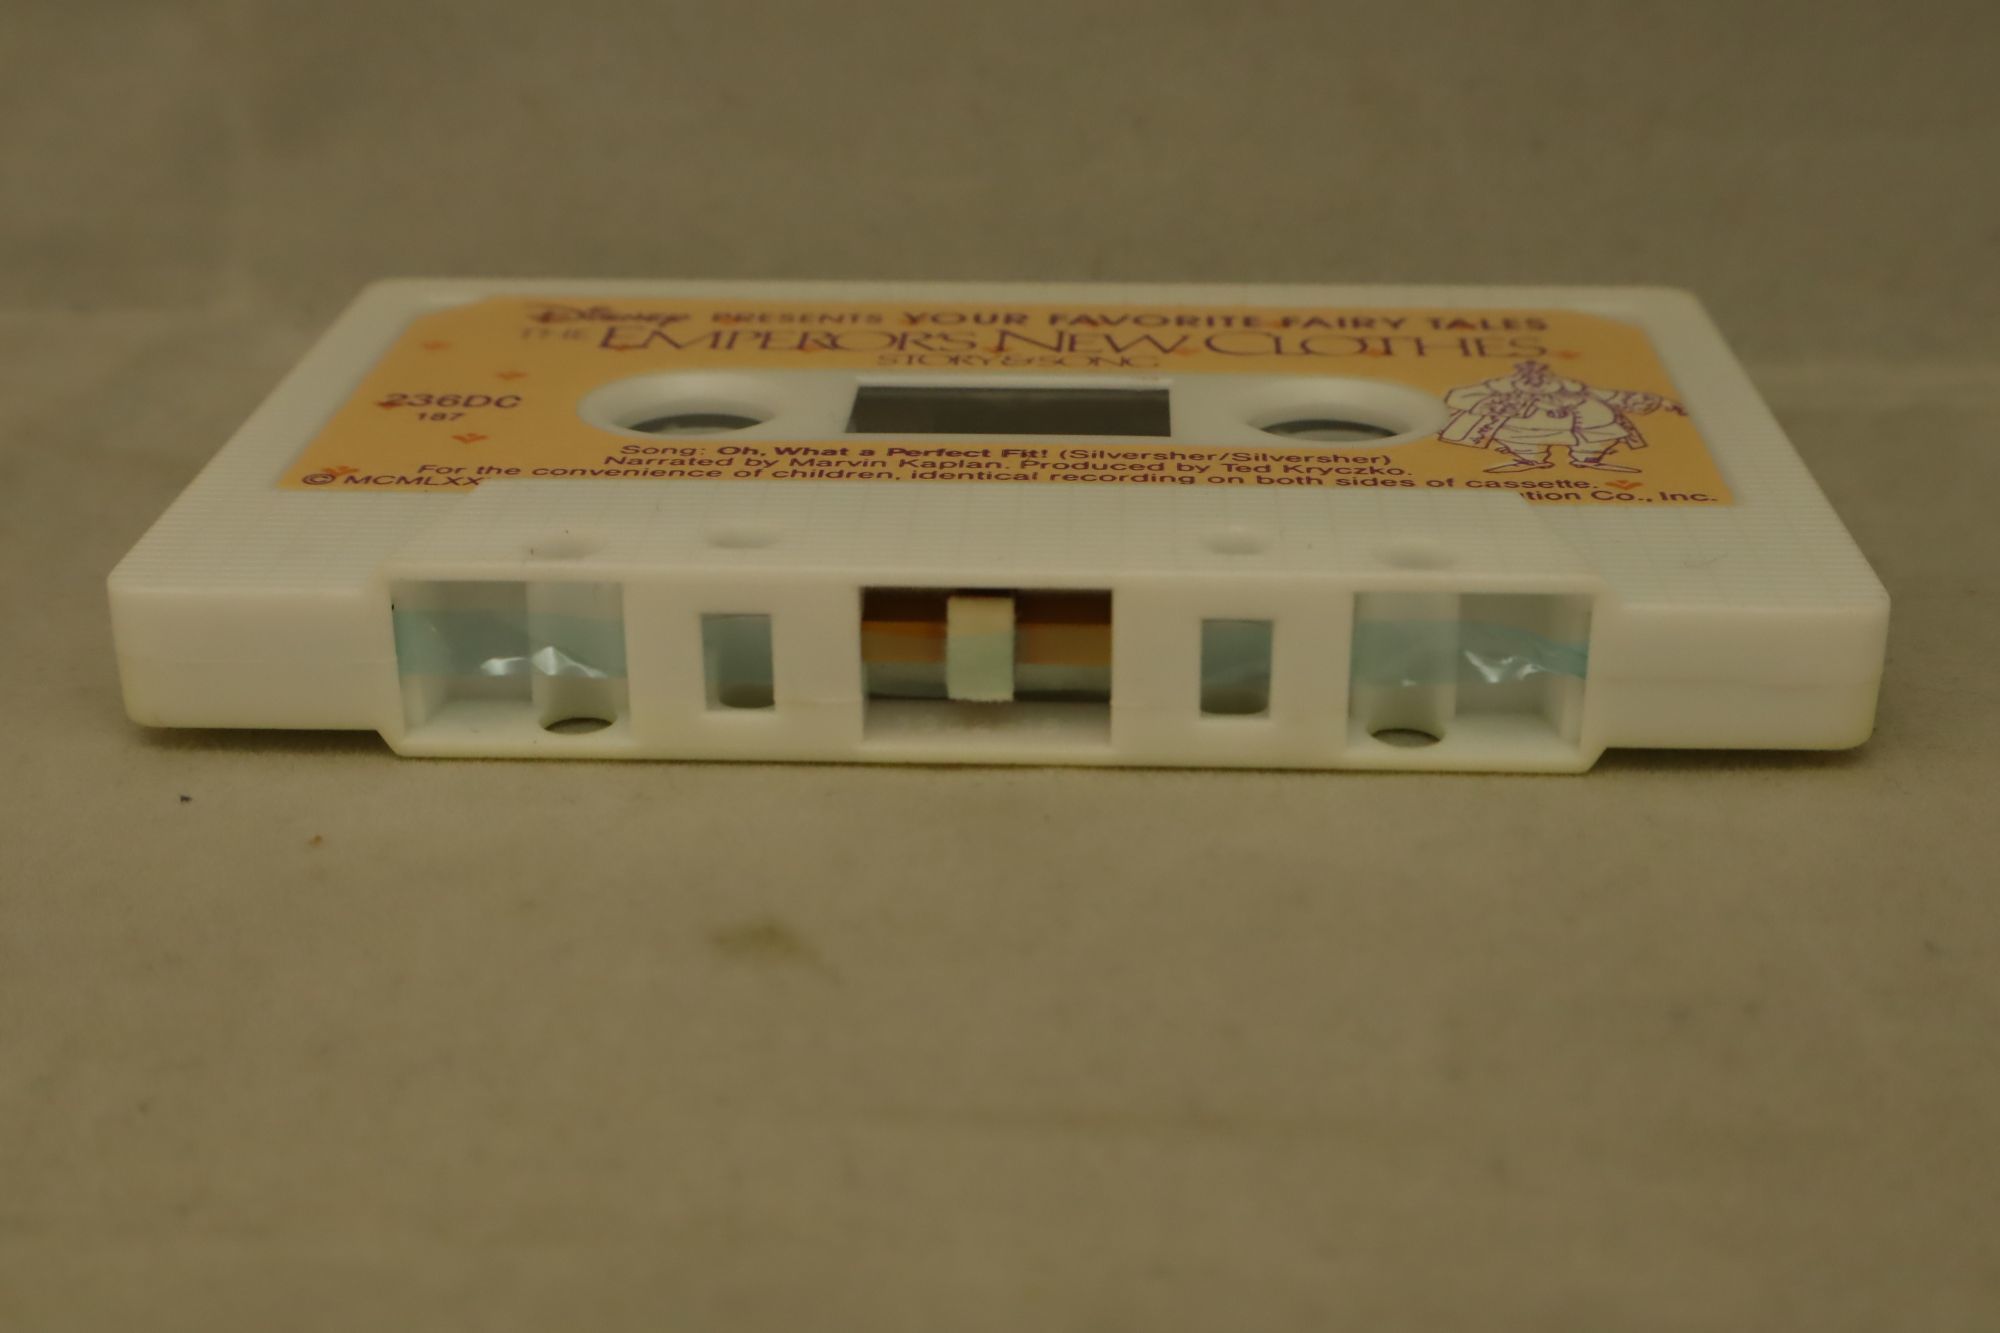 Disney PRESENTS YOUR FAVORITE FAIRY TALES
THE EMPEROR'S NEW CLOTHES
STORY & SONG
236DC
187
Song: Oh, What a Perfect Fit! (Silversher/Silversher)
Narrated by Marvin Kaplan. Produced by Ted Kryczko.
For the convenience of children, identical recording on both sides of cassette.
© MCMLXX tion Co., Inc.